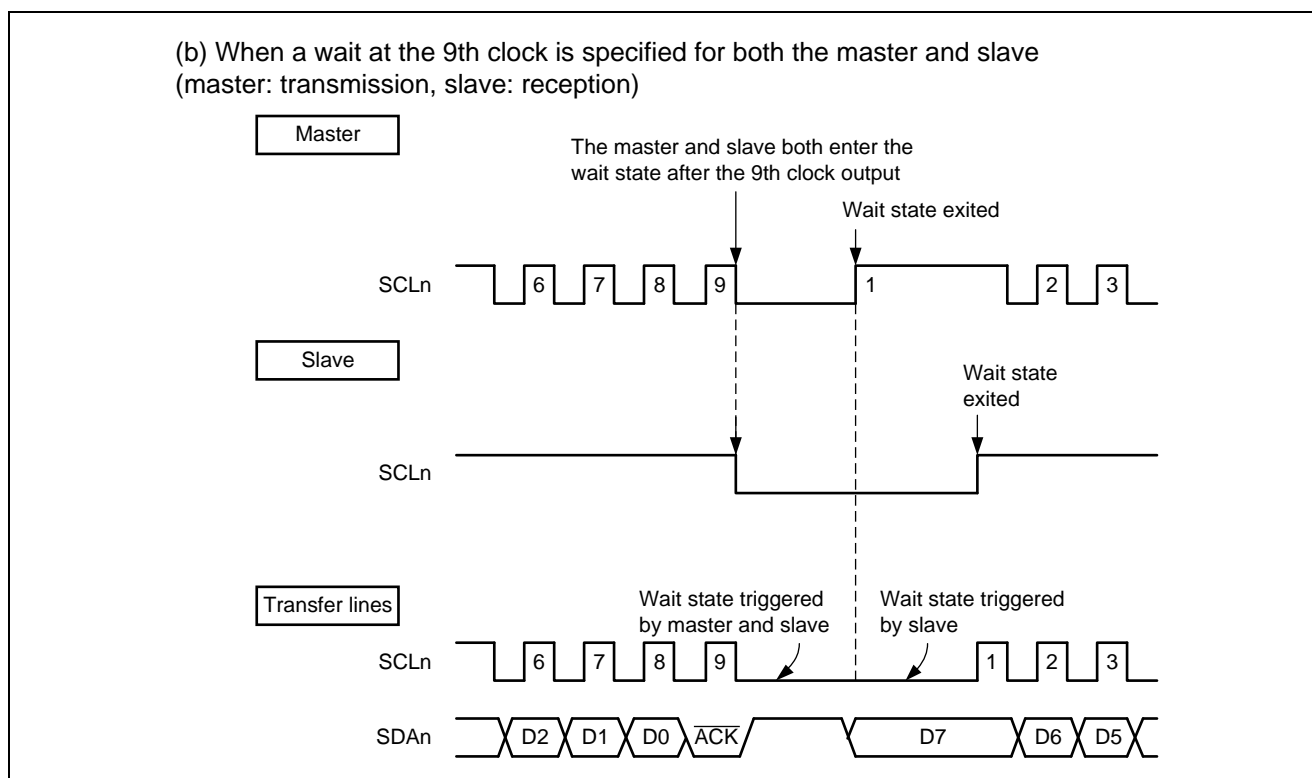 (b) When a wait at the 9th clock is specified for both the master and slave
(master: transmission, slave: reception)
Master
The master and slave both enter the
wait state after the 9th clock output
Wait state exited
SCLn
6 7 8 9 1 2 3
Slave
Wait state
exited
SCLn
Transfer lines
Wait state triggered
by master and slave
Wait state triggered
by slave
SCLn
6 7 8 9 1 2 3
SDAn
D2 D1 D0 A̅C̅K̅ D7 D6 D5